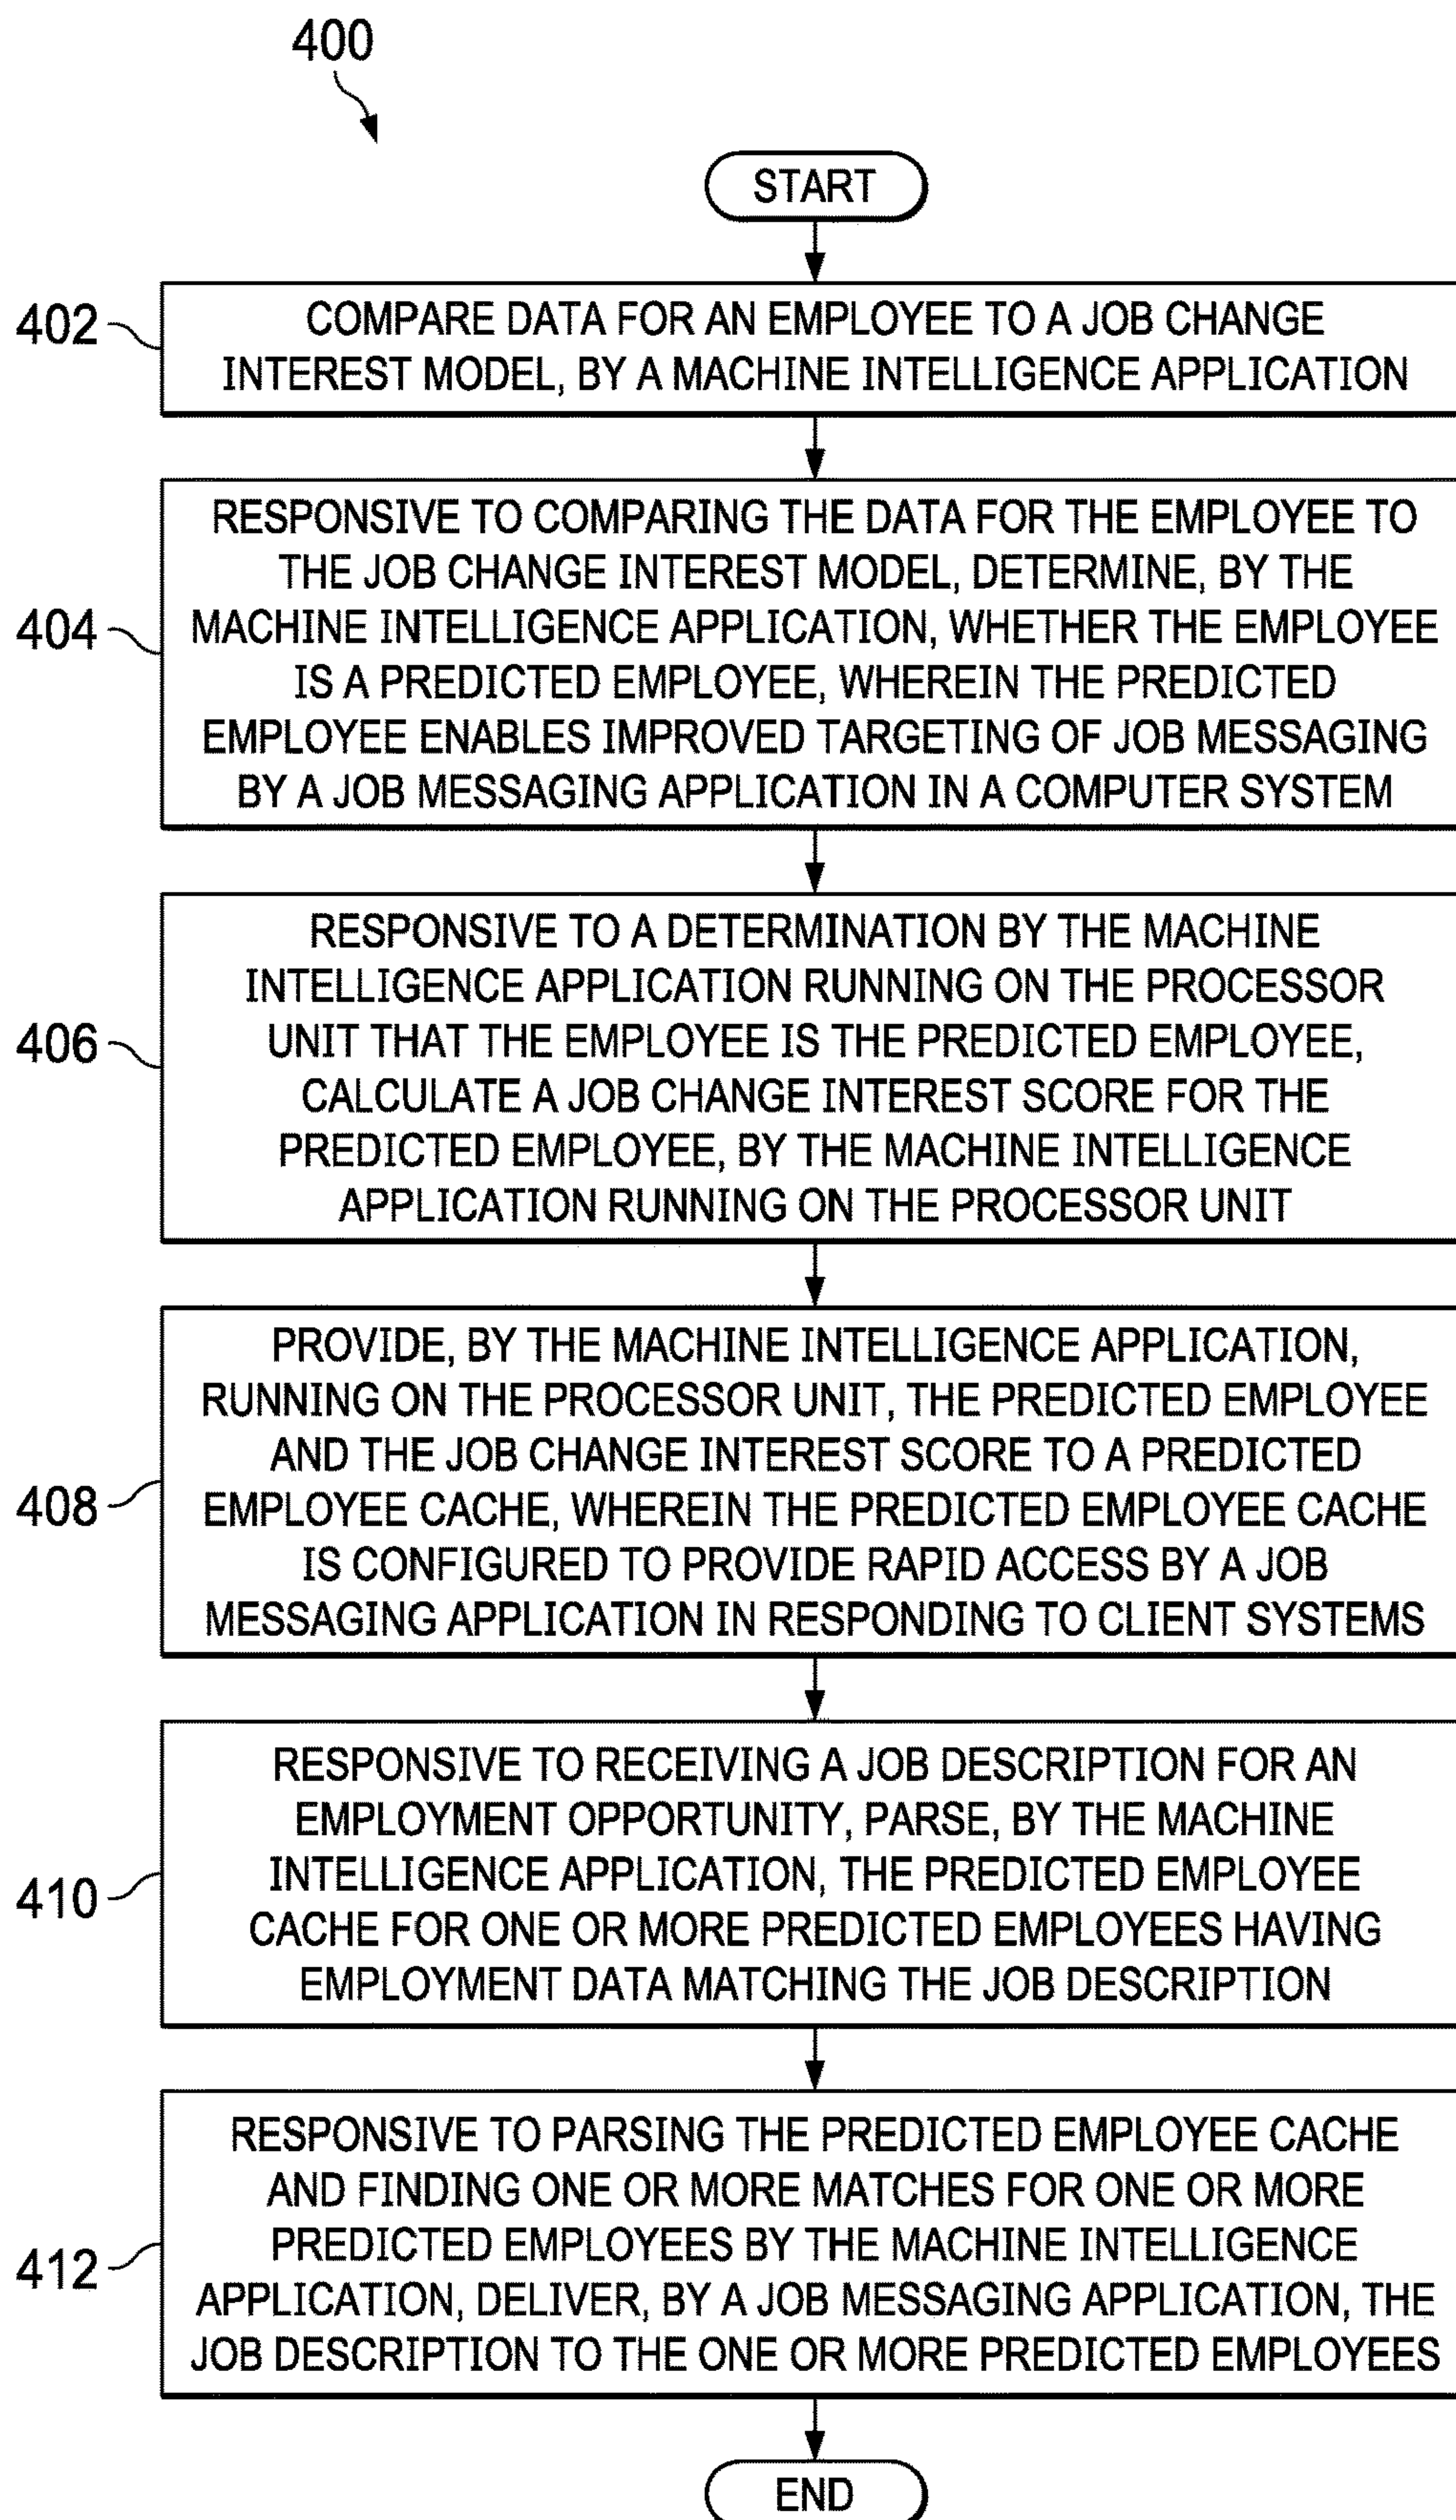 400
START
402
COMPARE DATA FOR AN EMPLOYEE TO A JOB CHANGE
INTEREST MODEL, BY A MACHINE INTELLIGENCE APPLICATION
404
RESPONSIVE TO COMPARING THE DATA FOR THE EMPLOYEE TO
THE JOB CHANGE INTEREST MODEL, DETERMINE, BY THE
MACHINE INTELLIGENCE APPLICATION, WHETHER THE EMPLOYEE
IS A PREDICTED EMPLOYEE, WHEREIN THE PREDICTED
EMPLOYEE ENABLES IMPROVED TARGETING OF JOB MESSAGING
BY A JOB MESSAGING APPLICATION IN A COMPUTER SYSTEM
406
RESPONSIVE TO A DETERMINATION BY THE MACHINE
INTELLIGENCE APPLICATION RUNNING ON THE PROCESSOR
UNIT THAT THE EMPLOYEE IS THE PREDICTED EMPLOYEE,
CALCULATE A JOB CHANGE INTEREST SCORE FOR THE
PREDICTED EMPLOYEE, BY THE MACHINE INTELLIGENCE
APPLICATION RUNNING ON THE PROCESSOR UNIT
408
PROVIDE, BY THE MACHINE INTELLIGENCE APPLICATION,
RUNNING ON THE PROCESSOR UNIT, THE PREDICTED EMPLOYEE
AND THE JOB CHANGE INTEREST SCORE TO A PREDICTED
EMPLOYEE CACHE, WHEREIN THE PREDICTED EMPLOYEE CACHE
IS CONFIGURED TO PROVIDE RAPID ACCESS BY A JOB
MESSAGING APPLICATION IN RESPONDING TO CLIENT SYSTEMS
410
RESPONSIVE TO RECEIVING A JOB DESCRIPTION FOR AN
EMPLOYMENT OPPORTUNITY, PARSE, BY THE MACHINE
INTELLIGENCE APPLICATION, THE PREDICTED EMPLOYEE
CACHE FOR ONE OR MORE PREDICTED EMPLOYEES HAVING
EMPLOYMENT DATA MATCHING THE JOB DESCRIPTION
412
RESPONSIVE TO PARSING THE PREDICTED EMPLOYEE CACHE
AND FINDING ONE OR MORE MATCHES FOR ONE OR MORE
PREDICTED EMPLOYEES BY THE MACHINE INTELLIGENCE
APPLICATION, DELIVER, BY A JOB MESSAGING APPLICATION, THE
JOB DESCRIPTION TO THE ONE OR MORE PREDICTED EMPLOYEES
END